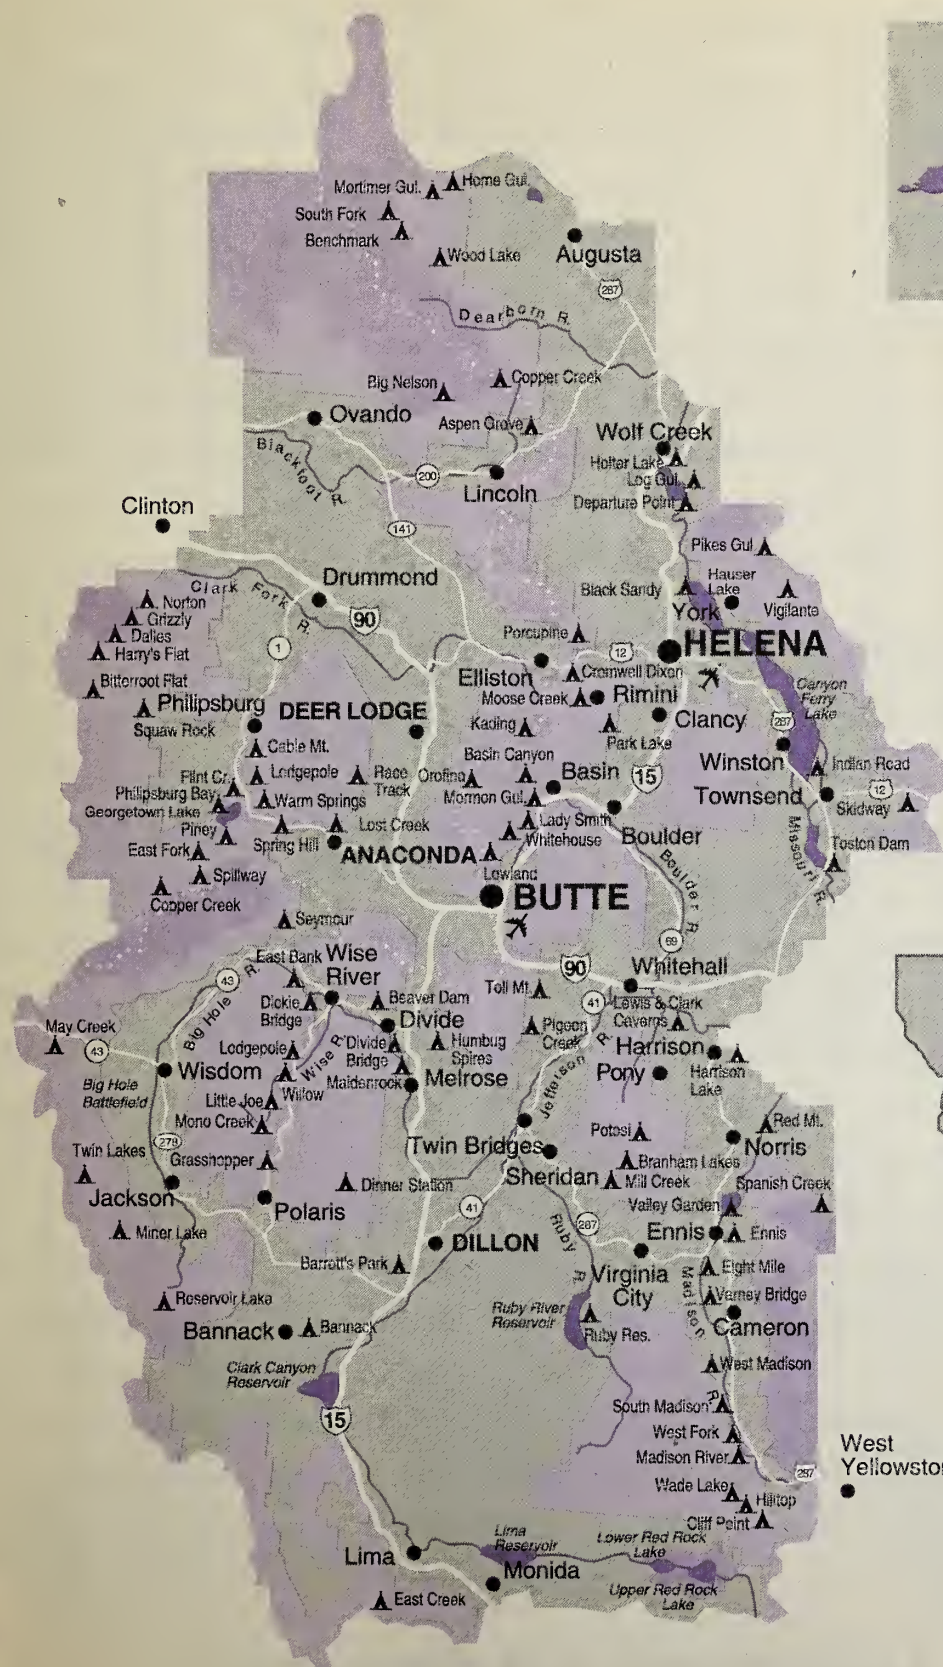 Mortimer Gul.
Home Gul.
South Fork
Benchmark
Wood Lake
Augusta
287
Dearborn R.
Big Nelson
Copper Creek
Ovando
Aspen Grove
Wolf Creek
Holter Lake
Log Gul.
Departure Point
Blackfoot R.
200
Lincoln
Clinton
141
Pikes Gul
Drummond
Clark Fork R.
90
Black Sandy
Hauser
Lake
York
Vigilante
Norton
Grizzly
Dalles
Harry's Flat
1
Porcupine
12
HELENA
Elliston
Cromwell Dixon
Bitterroot Flat
Philipsburg
Squaw Rock
DEER LODGE
Moose Creek
Rimini
Canyon
Ferry
Lake
Kading
Clancy
287
Park Lake
Cable Mt.
Basin Canyon
Winston
Indian Road
Flint Cr.
Lodgepole
Race
Track
Orofino
Basin
15
Philipsburg Bay
Georgetown Lake
Warm Springs
Mormon Gul.
Townsend
12
Skidway
Piney
Lost Creek
Lady Smith
Boulder
East Fork
Spring Hill
ANACONDA
Whitehouse
Missouri R.
Toston Dam
Spillway
Lowland
Boulder R.
Copper Creek
BUTTE
Seymour
69
East Bank
Wise
River
43
Big Hole R.
90
Whitehall
Toll Mt.
Dickie
Bridge
Beaver Dam
41
Lewis & Clark
Caverns
May Creek
43
Divide
Pigeon
Creek
Lodgepole
Wise R.
Divide
Bridge
Humbug
Spires
Harrison
Harrison
Lake
Wisdom
Maidenrock
Melrose
Jefferson R.
Pony
Big Hole
Battlefield
Little Joe
Willow
Mono Creek
Potosi
Red Mt.
278
Twin Bridges
Norris
Twin Lakes
Grasshopper
Branham Lakes
Jackson
Dinner Station
Sheridan
Mill Creek
Spanish Creek
Polaris
41
Valley Garden
Miner Lake
DILLON
Ruby R.
287
Ennis
Ennis
Barrett's Park
Virginia
City
Eight Mile
Madison R.
Varney Bridge
Reservoir Lake
Ruby River
Reservoir
Ruby Res.
Cameron
Bannack
Bannack
Clark Canyon
Reservoir
West Madison
15
South Madison
West Fork
West
Madison River
287
Wade Lake
Hilltop
Cliff Point
Lima
Lima
Reservoir
Lower Red Rock
Lake
Monida
Upper Red Rock
Lake
East Creek